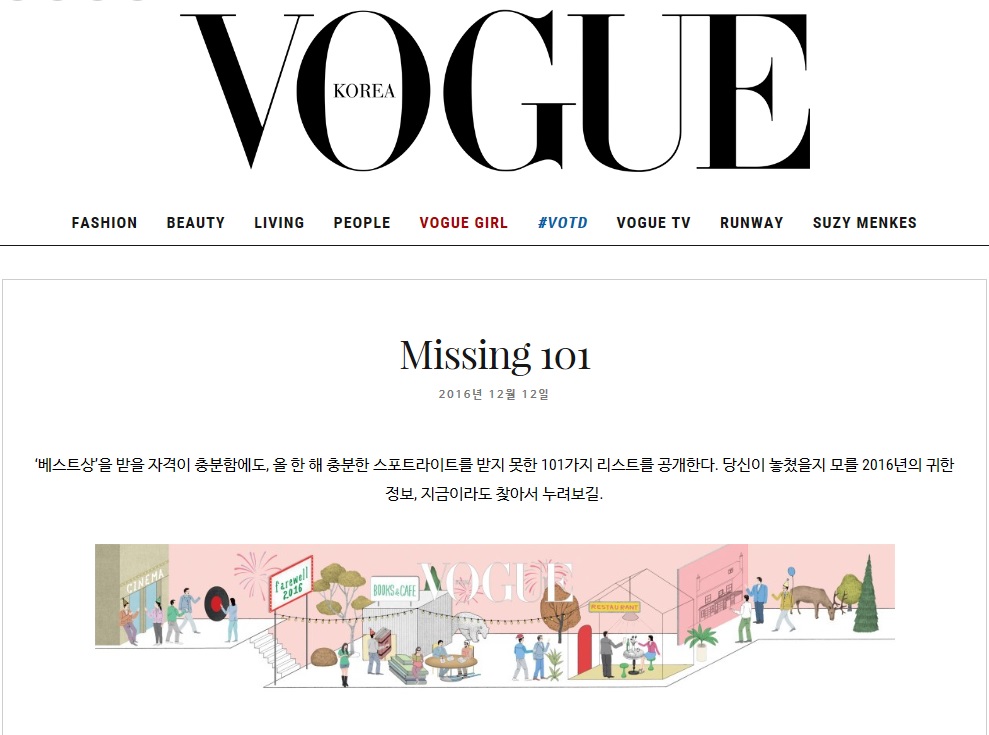 VOGUE
KOREA
FASHION BEAUTY LIVING PEOPLE VOGUE GIRL #VOTD VOGUE TV RUNWAY SUZY MENKES
Missing 101
2016년 12월 12일
‘베스트상’을 받을 자격이 충분함에도, 올 한 해 충분한 스포트라이트를 받지 못한 101가지 리스트를 공개한다. 당신이 놓쳤을지 모를 2016년의 귀한
정보, 지금이라도 찾아서 누려보길.
CINEMA
farewell
2016
BOOKS&CAFE
VOGUE
RESTAURANT